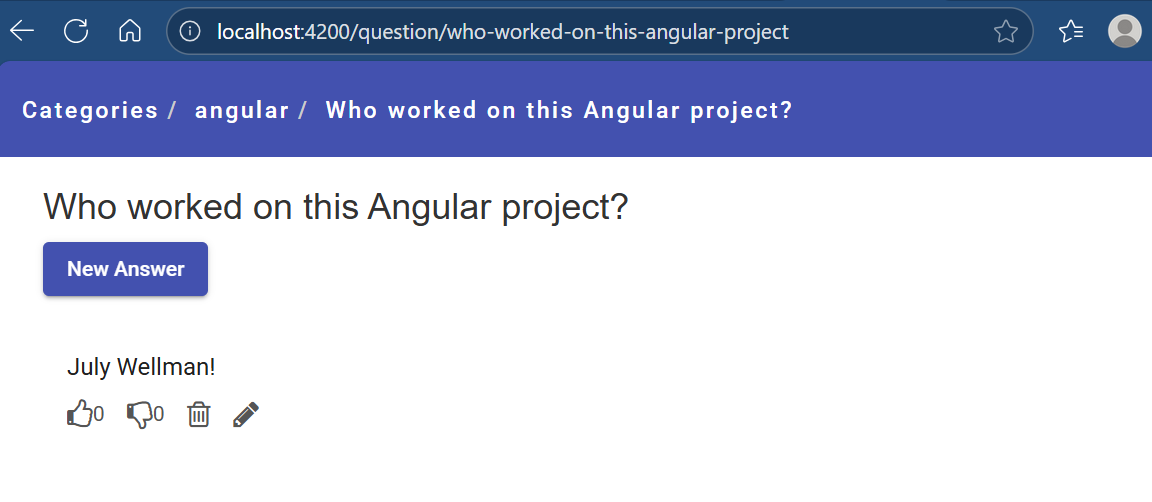 localhost:4200/question/who-worked-on-this-angular-project
Categories / angular / Who worked on this Angular project?
Who worked on this Angular project?
New Answer
July Wellman!
0 0